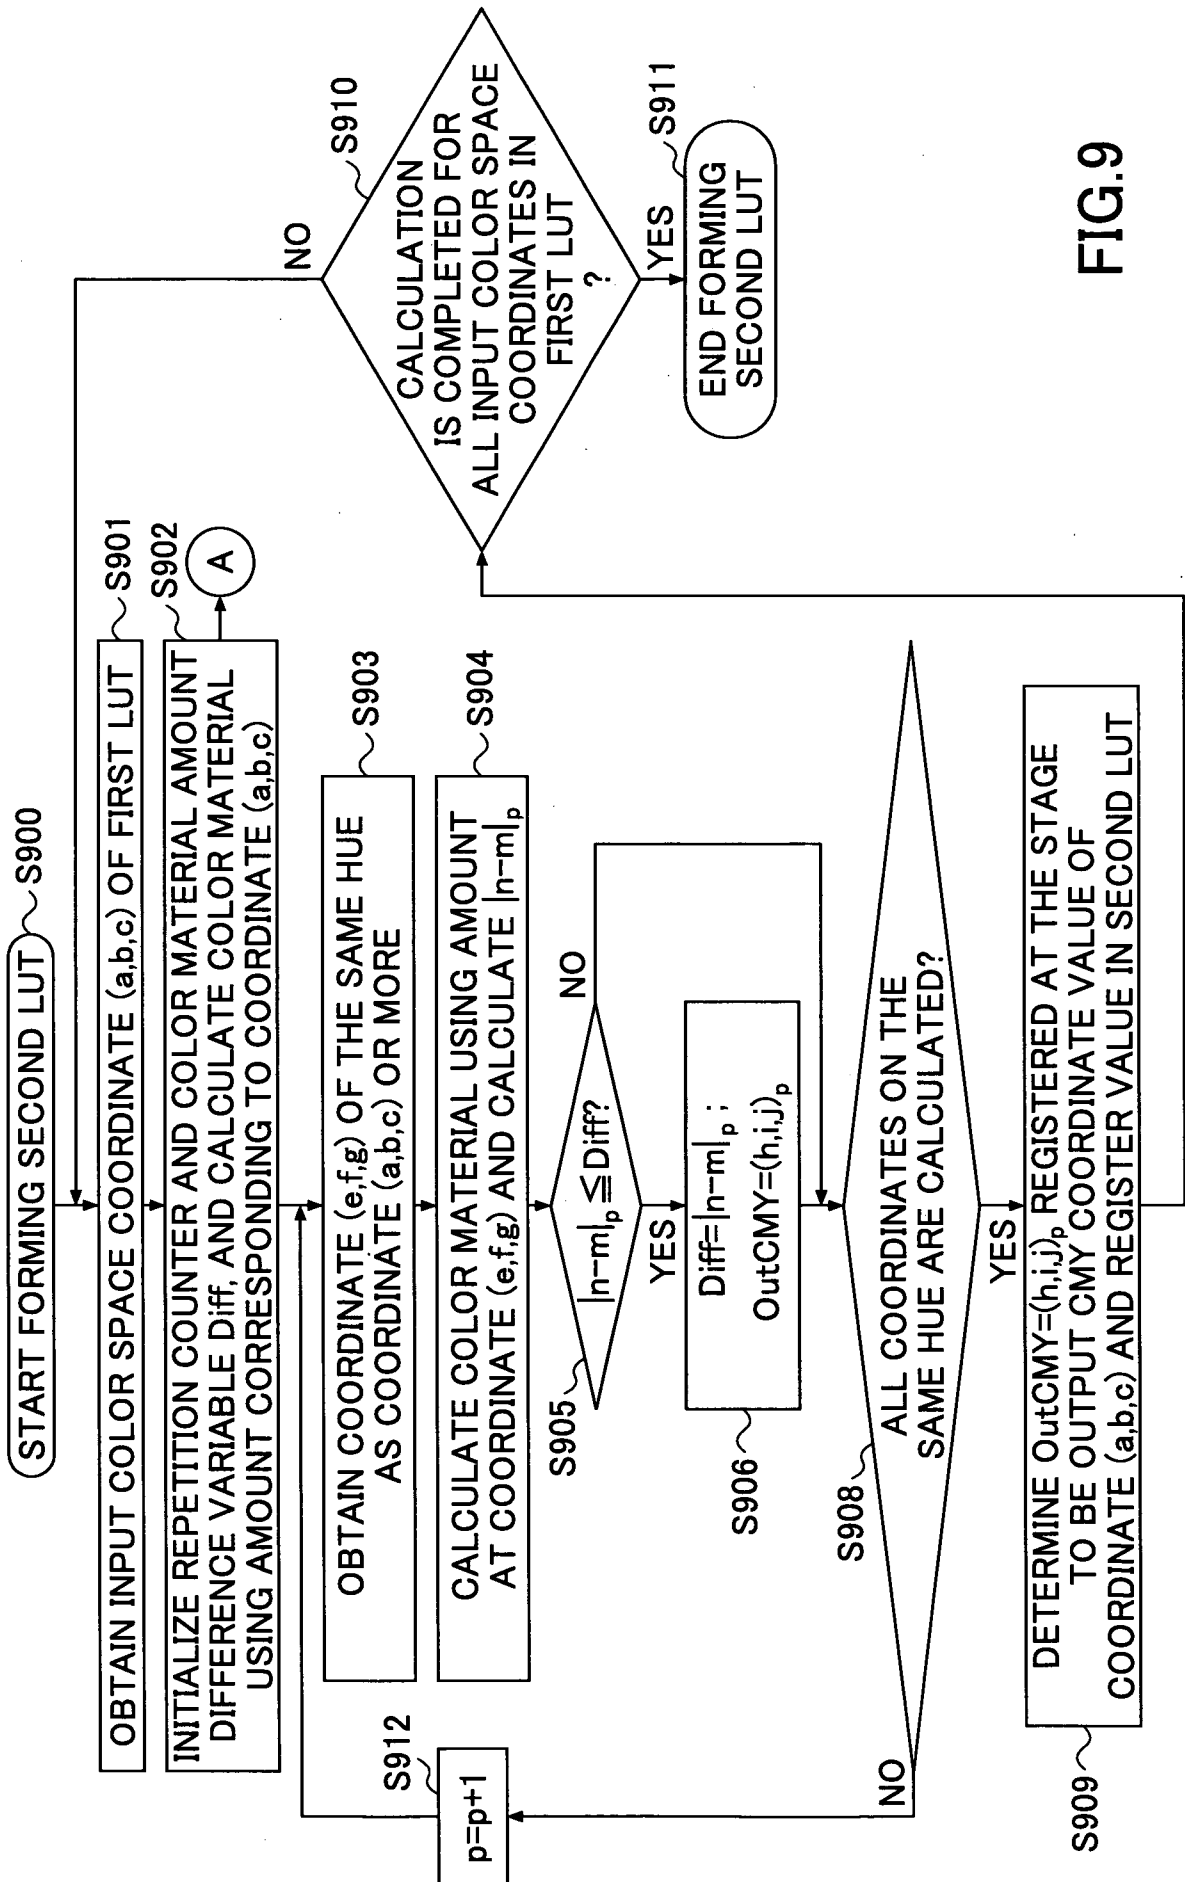 START FORMING SECOND LUT
S900
OBTAIN INPUT COLOR SPACE COORDINATE (a,b,c) OF FIRST LUT
S901
INITIALIZE REPETITION COUNTER AND COLOR MATERIAL AMOUNT
DIFFERENCE VARIABLE Diff, AND CALCULATE COLOR MATERIAL
USING AMOUNT CORRESPONDING TO COORDINATE (a,b,c)
S902
A
OBTAIN COORDINATE (e,f,g) OF THE SAME HUE
AS COORDINATE (a,b,c) OR MORE
S903
CALCULATE COLOR MATERIAL USING AMOUNT
AT COORDINATE (e,f,g) AND CALCULATE |n-m|p
S904
|n-m|p ≦ Diff?
S905
NO
YES
Diff=|n-m|p ;
OutCMY=(h,i,j)p
S906
ALL COORDINATES ON THE
SAME HUE ARE CALCULATED?
S908
NO
YES
p=p+1
S912
DETERMINE OutCMY=(h,i,j)p REGISTERED AT THE STAGE
TO BE OUTPUT CMY COORDINATE VALUE OF
COORDINATE (a,b,c) AND REGISTER VALUE IN SECOND LUT
S909
CALCULATION
IS COMPLETED FOR
ALL INPUT COLOR SPACE
COORDINATES IN
FIRST LUT
?
S910
NO
YES
END FORMING
SECOND LUT
S911
FIG.9